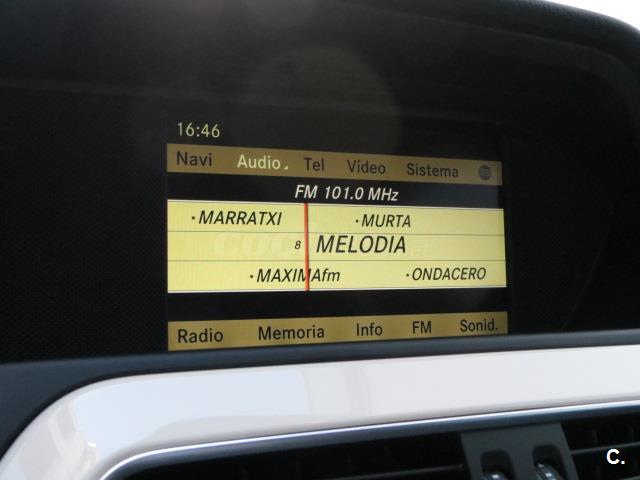 16:46
Navi Audio Tel Vídeo Sistema
FM 101.0 MHz
MARRATXI MURTA
8 MELODIA
MAXIMAfm ONDACERO
Radio Memoria Info FM Sonid.
C.